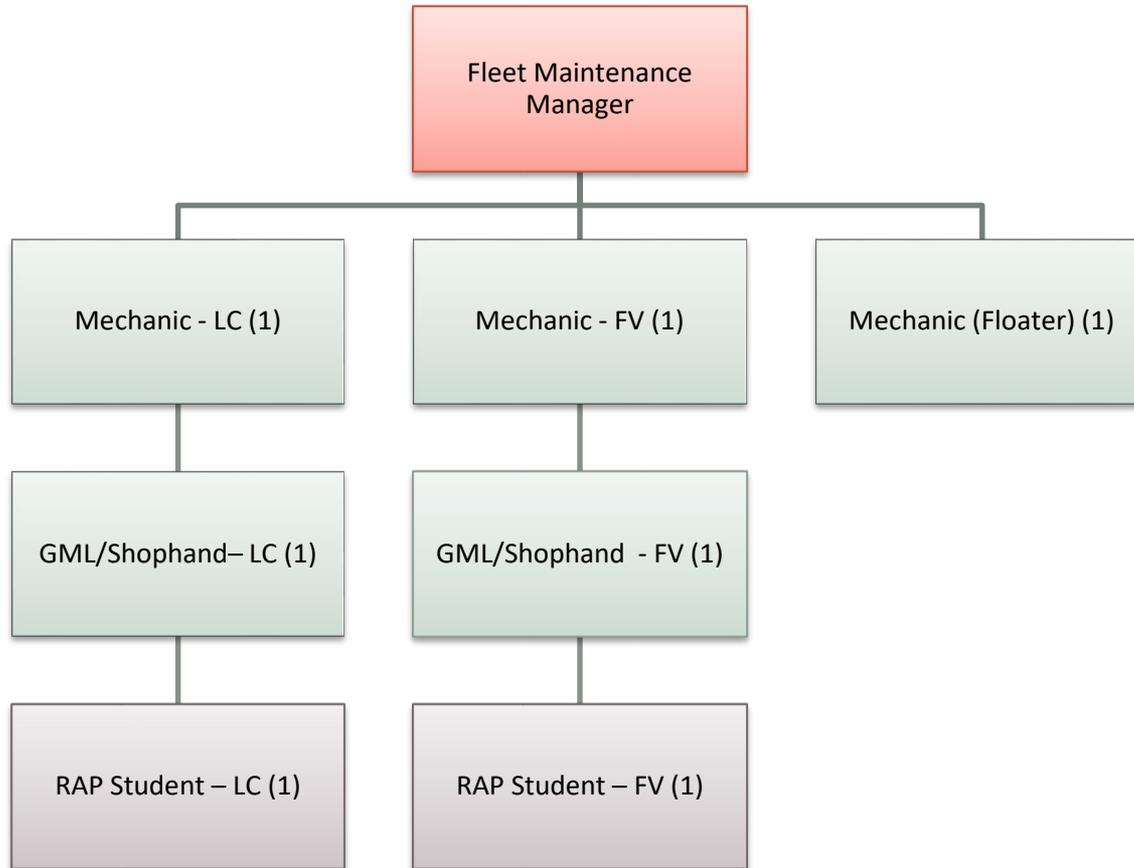 Fleet Maintenance
Manager
Mechanic - LC (1)
Mechanic - FV (1)
Mechanic (Floater) (1)
GML/Shophand– LC (1)
GML/Shophand  - FV (1)
RAP Student – LC (1)
RAP Student – FV (1)